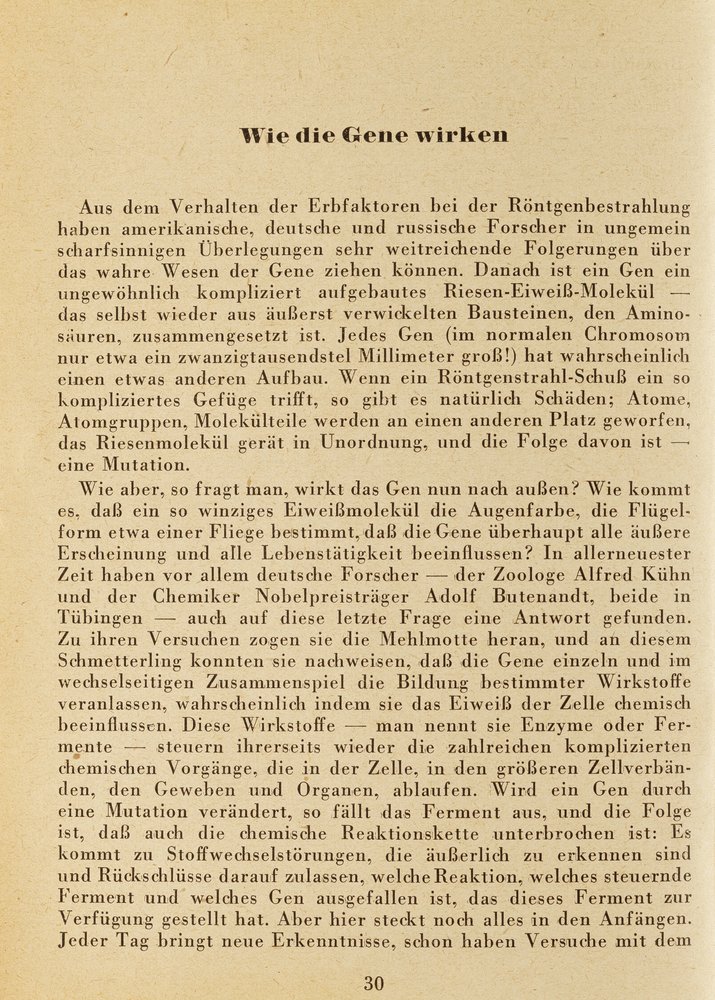 Wie die Gene wirken
Aus dem Verhalten der Erbfaktoren bei der Röntgenbestrahlung
haben amerikanische, deutsche und russische Forscher in ungemein
scharfsinnigen Überlegungen sehr weitreichende Folgerungen über
das wahre Wesen der Gene ziehen können. Danach ist ein Gen ein
ungewöhnlich kompliziert aufgebautes Riesen-Eiweiß-Molekül —
das selbst wieder aus äußerst verwickelten Bausteinen, den Amino-
säuren, zusammengesetzt ist. Jedes Gen (im normalen Chromosom
nur etwa ein zwanzigtausendstel Millimeter groß!) hat wahrscheinlich
einen etwas anderen Aufbau. Wenn ein Röntgenstrahl-Schuß ein so
kompliziertes Gefüge trifft, so gibt es natürlich Schäden; Atome,
Atomgruppen, Molekülteile werden an einen anderen Platz geworfen,
das Riesenmolekül gerät in Unordnung, und die Folge davon ist —
eine Mutation.
Wie aber, so fragt man, wirkt das Gen nun nach außen? Wie kommt
es, daß ein so winziges Eiweißmolekül die Augenfarbe, die Flügel-
form etwa einer Fliege bestimmt, daß die Gene überhaupt alle äußere
Erscheinung und alle Lebenstätigkeit beeinflussen? In allerneuester
Zeit haben vor allem deutsche Forscher — der Zoologe Alfred Kühn
und der Chemiker Nobelpreisträger Adolf Butenandt, beide in
Tübingen — auch auf diese letzte Frage eine Antwort gefunden.
Zu ihren Versuchen zogen sie die Mehlmotte heran, und an diesem
Schmetterling konnten sie nachweisen, daß die Gene einzeln und im
wechselseitigen Zusammenspiel die Bildung bestimmter Wirkstoffe
veranlassen, wahrscheinlich indem sie das Eiweiß der Zelle chemisch
beeinflussen. Diese Wirkstoffe — man nennt sie Enzyme oder Fer-
mente — steuern ihrerseits wieder die zahlreichen komplizierten
chemischen Vorgänge, die in der Zelle, in den größeren Zellverbän-
den, den Geweben und Organen, ablaufen. Wird ein Gen durch
eine Mutation verändert, so fällt das Ferment aus, und die Folge
ist, daß auch die chemische Reaktionskette unterbrochen ist: Es
kommt zu Stoffwechselstörungen, die äußerlich zu erkennen sind
und Rückschlüsse darauf zulassen, welche Reaktion, welches steuernde
Ferment und welches Gen ausgefallen ist, das dieses Ferment zur
Verfügung gestellt hat. Aber hier steckt noch alles in den Anfängen.
Jeder Tag bringt neue Erkenntnisse, schon haben Versuche mit dem
30